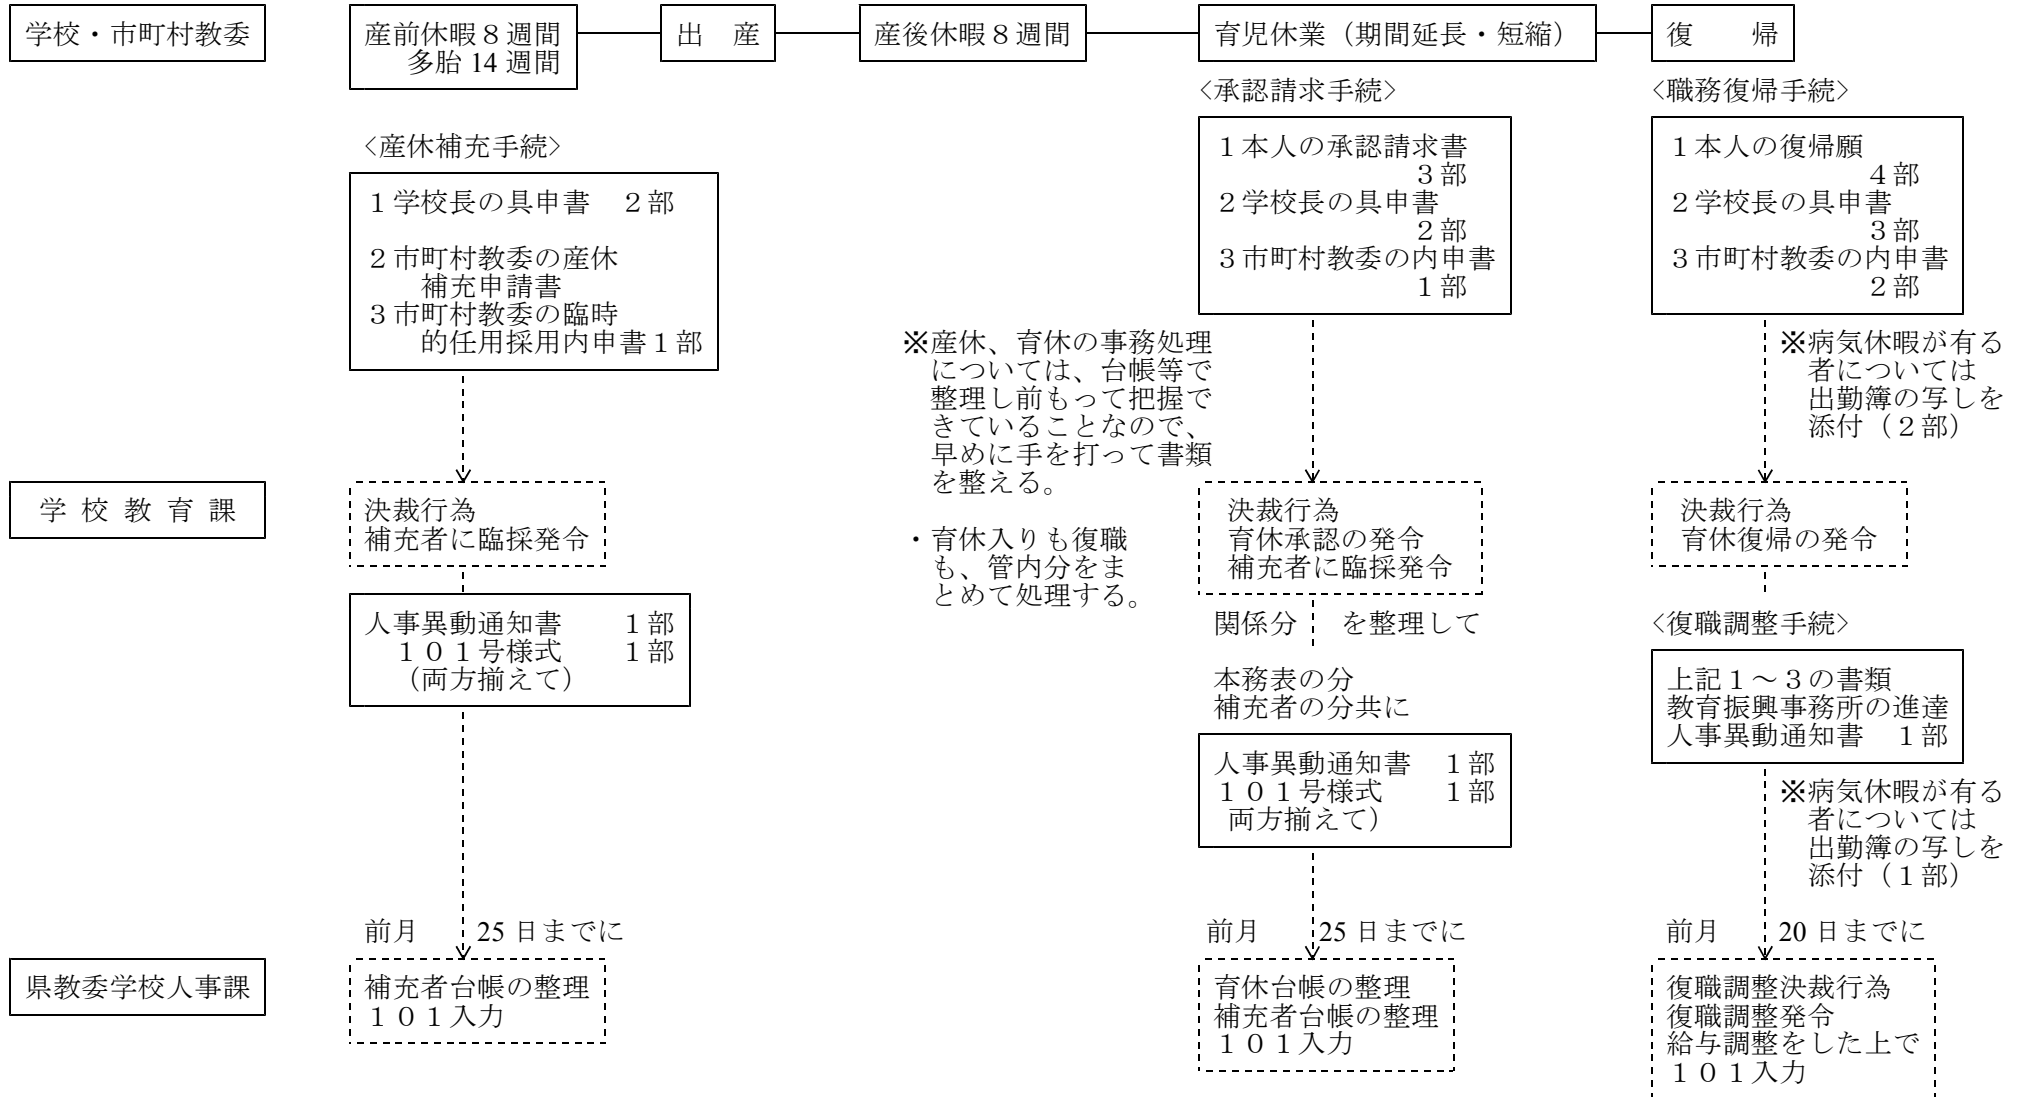 学校・市町村教委
産前休暇８週間
多胎14週間
出　産
産後休暇８週間
育児休業（期間延長・短縮）
復　　帰
<産休補充手続>
１学校長の具申書　２部
２市町村教委の産休
補充申請書
３市町村教委の臨時
的任用採用内申書１部
<承認請求手続>
１本人の承認請求書
３部
２学校長の具申書
２部
３市町村教委の内申書
１部
<職務復帰手続>
１本人の復帰願
４部
２学校長の具申書
３部
３市町村教委の内申書
２部
※産休、育休の事務処理
については、台帳等で
整理し前もって把握で
きていることなので、
早めに手を打って書類
を整える。
・育休入りも復職
も、管内分をま
とめて処理する。
※病気休暇が有る
者については
出勤簿の写しを
添付（２部）
学 校 教 育 課
決裁行為
補充者に臨採発令
決裁行為
育休承認の発令
補充者に臨採発令
決裁行為
育休復帰の発令
人事異動通知書　　１部
１０１号様式　　１部
（両方揃えて）
関係分　を整理して
本務表の分
補充者の分共に
人事異動通知書　１部
１０１号様式　　１部
両方揃えて）
<復職調整手続>
上記１～３の書類
教育振興事務所の進達
人事異動通知書　１部
※病気休暇が有る
者については
出勤簿の写しを
添付（１部）
前月　25日までに
前月　25日までに
前月　20日までに
県教委学校人事課
補充者台帳の整理
１０１入力
育休台帳の整理
補充者台帳の整理
１０１入力
復職調整決裁行為
復職調整発令
給与調整をした上で
１０１入力